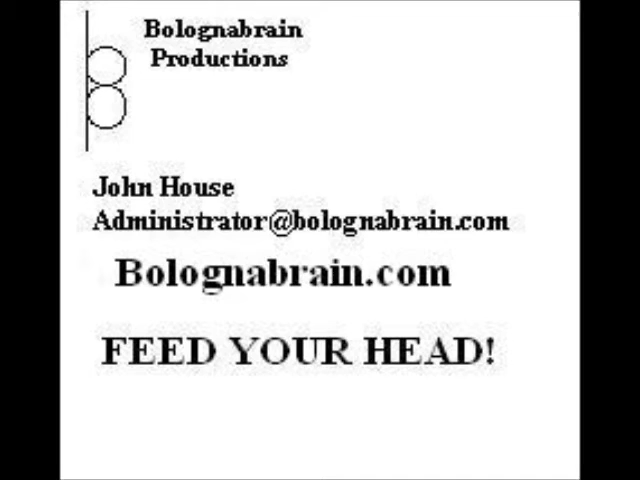 Bolognabrain
Productions
John House
Administrator@bolognabrain.com
Bolognabrain.com
FEED YOUR HEAD!